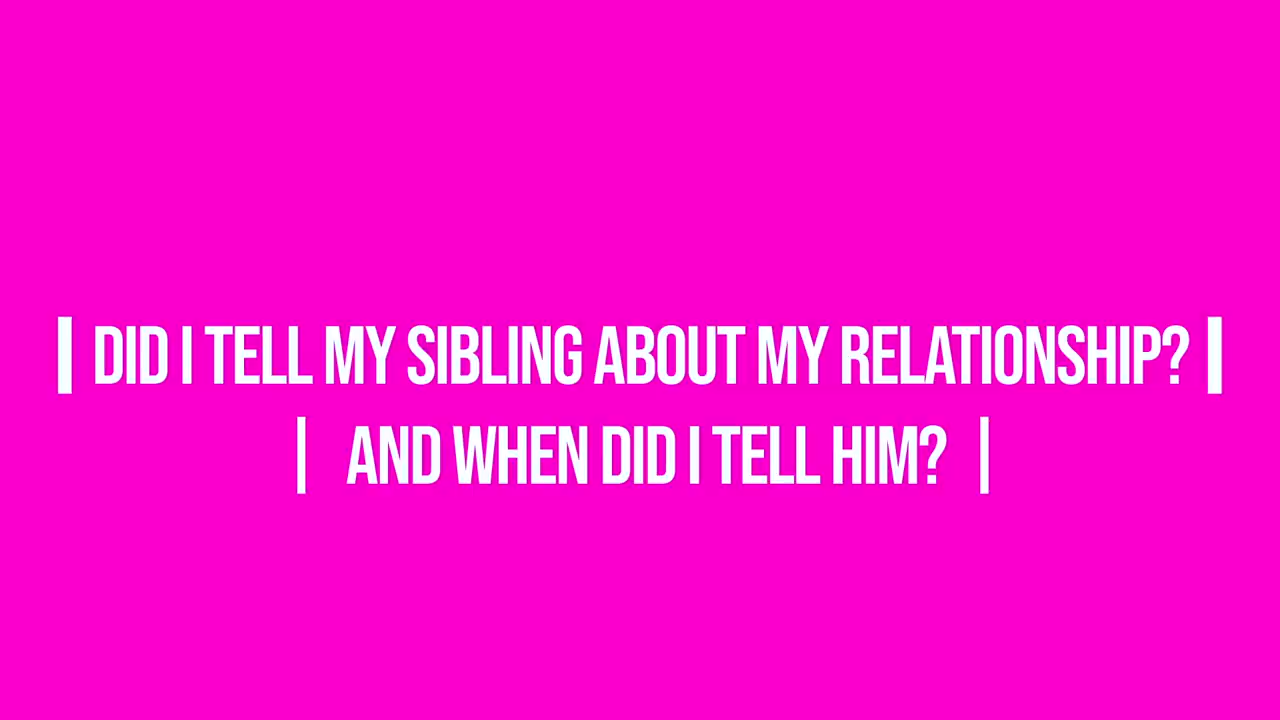 | DID I TELL MY SIBLING ABOUT MY RELATIONSHIP? |
| AND WHEN DID I TELL HIM? |